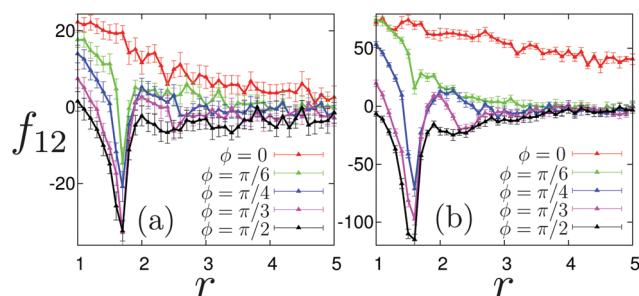 20
0
-20
f12
ϕ = 0
ϕ = π/6
ϕ = π/4
ϕ = π/3
ϕ = π/2
(a)
1 2 3 4 5
r
50
0
-50
-100
ϕ = 0
ϕ = π/6
ϕ = π/4
ϕ = π/3
ϕ = π/2
(b)
1 2 3 4 5
r